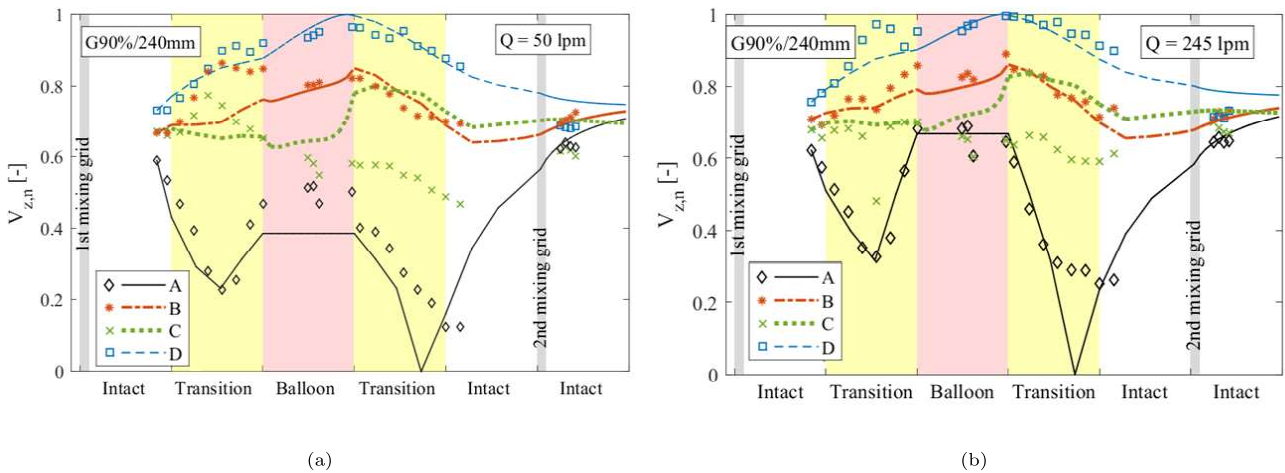 G90%/240mm
Q = 50 lpm
V_z,n [-]
1
0.8
0.6
0.4
0.2
0
1st mixing grid
2nd mixing grid
A
B
C
D
Intact Transition Balloon Transition Intact Intact
(a)
G90%/240mm
Q = 245 lpm
V_z,n [-]
1
0.8
0.6
0.4
0.2
0
1st mixing grid
2nd mixing grid
A
B
C
D
Intact Transition Balloon Transition Intact Intact
(b)